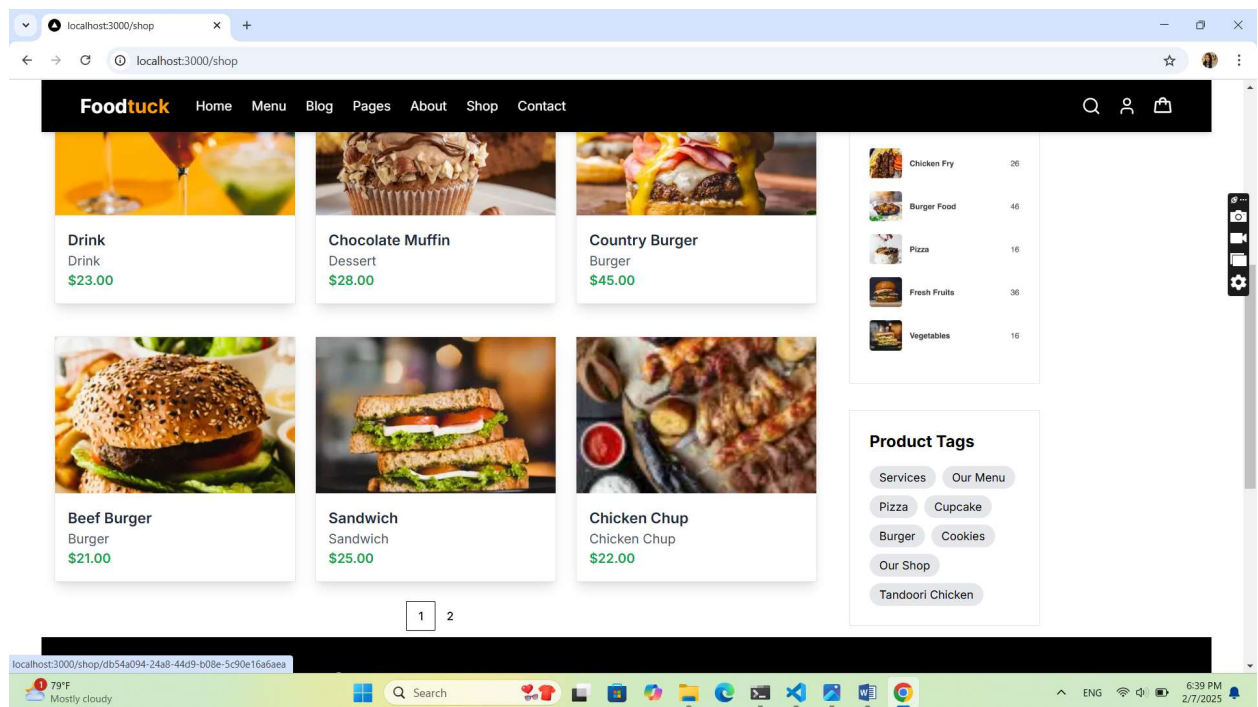 localhost:3000/shop
localhost:3000/shop
Foodtuck Home Menu Blog Pages About Shop Contact
Drink
Drink
$23.00
Chocolate Muffin
Dessert
$28.00
Country Burger
Burger
$45.00
Chicken Fry 26
Burger Food 46
Pizza 16
Fresh Fruits 36
Vegetables 16
Beef Burger
Burger
$21.00
Sandwich
Sandwich
$25.00
Chicken Chup
Chicken Chup
$22.00
Product Tags
Services Our Menu
Pizza Cupcake
Burger Cookies
Our Shop
Tandoori Chicken
1 2
localhost:3000/shop/db54a094-24a8-44d9-b08e-5c90e16a6aea
1
79°F
Mostly cloudy
Search
ENG
6:39 PM
2/7/2025